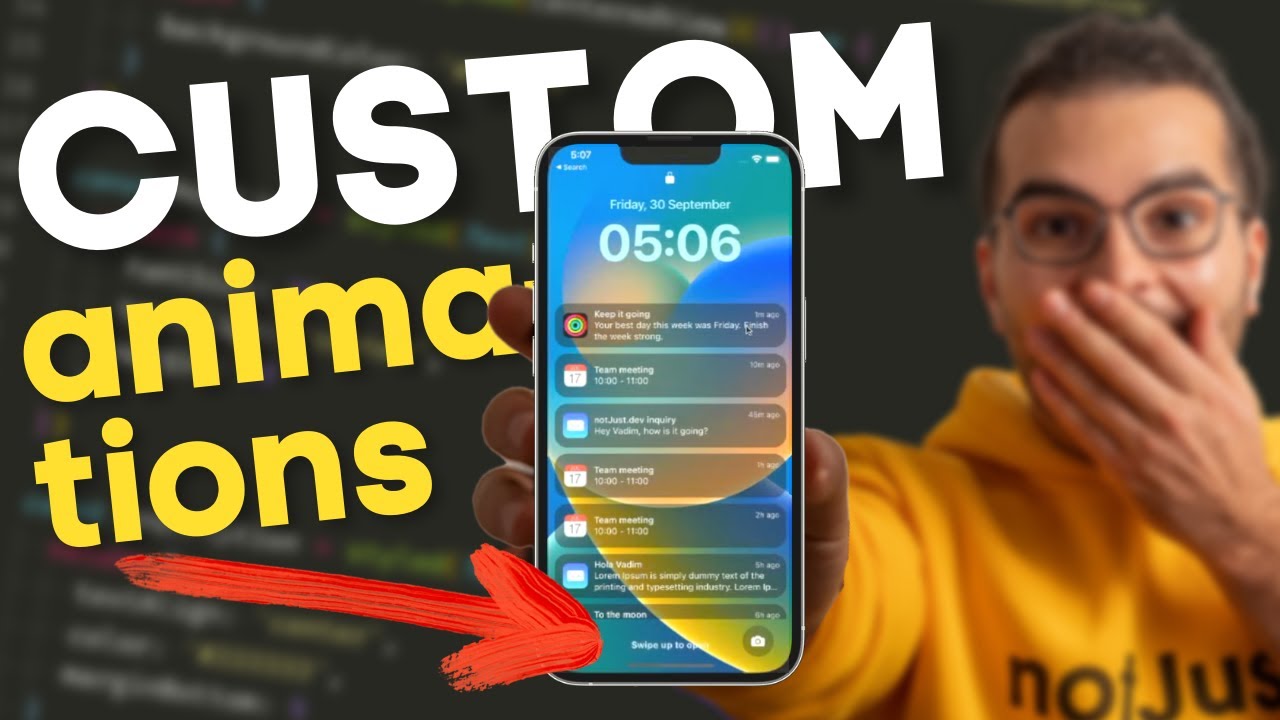 CUSTOM
anima
tions
5:07
Search
Friday, 30 September
05:06
Keep it going
1m ago
Your best day this week was Friday. Finish
the week strong.
Team meeting
10m ago
10:00 - 11:00
17
notJust.dev inquiry
45m ago
Hey Vadim, how is it going?
Team meeting
1h ago
10:00 - 11:00
17
Team meeting
2h ago
10:00 - 11:00
17
Hola Vadim
5h ago
Lorem Ipsum is simply dummy text of the
printing and typesetting industry. Lorem Ip...
To the moon
6h ago
Swipe up to op
notJus